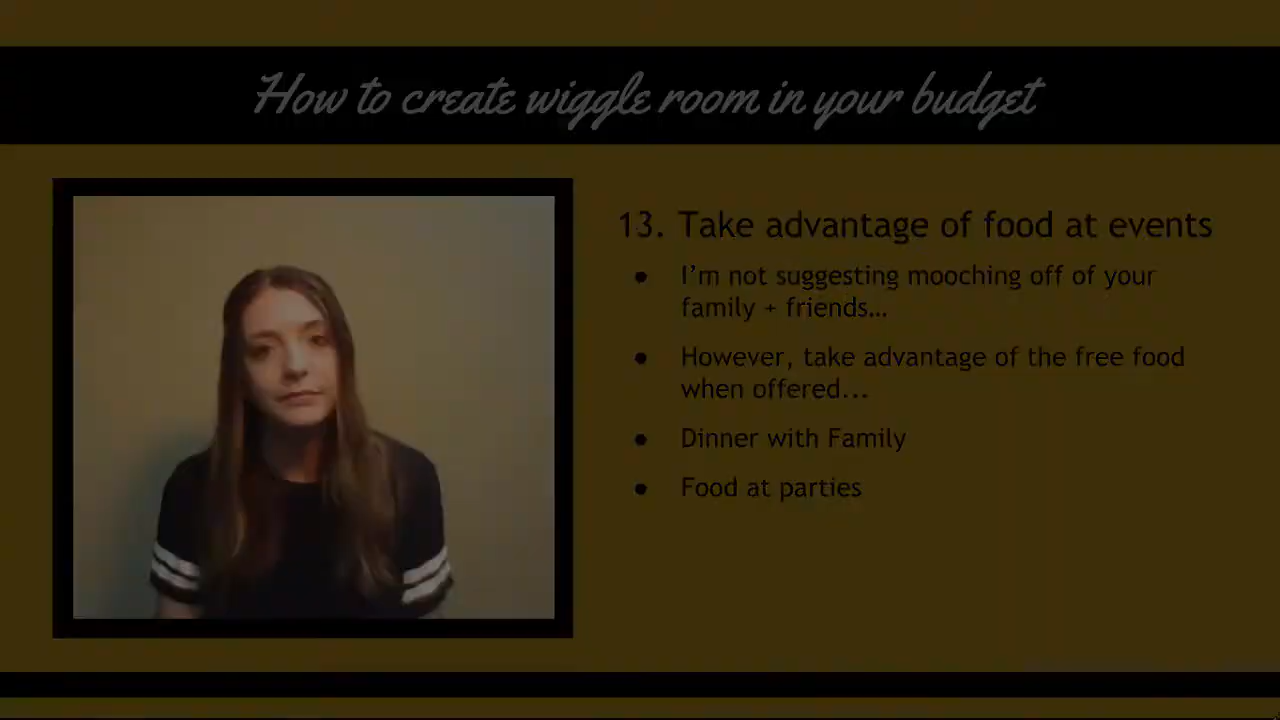 How to create wiggle room in your budget
13. Take advantage of food at events
● I'm not suggesting mooching off of your
family + friends…
● However, take advantage of the free food
when offered...
● Dinner with Family
● Food at parties